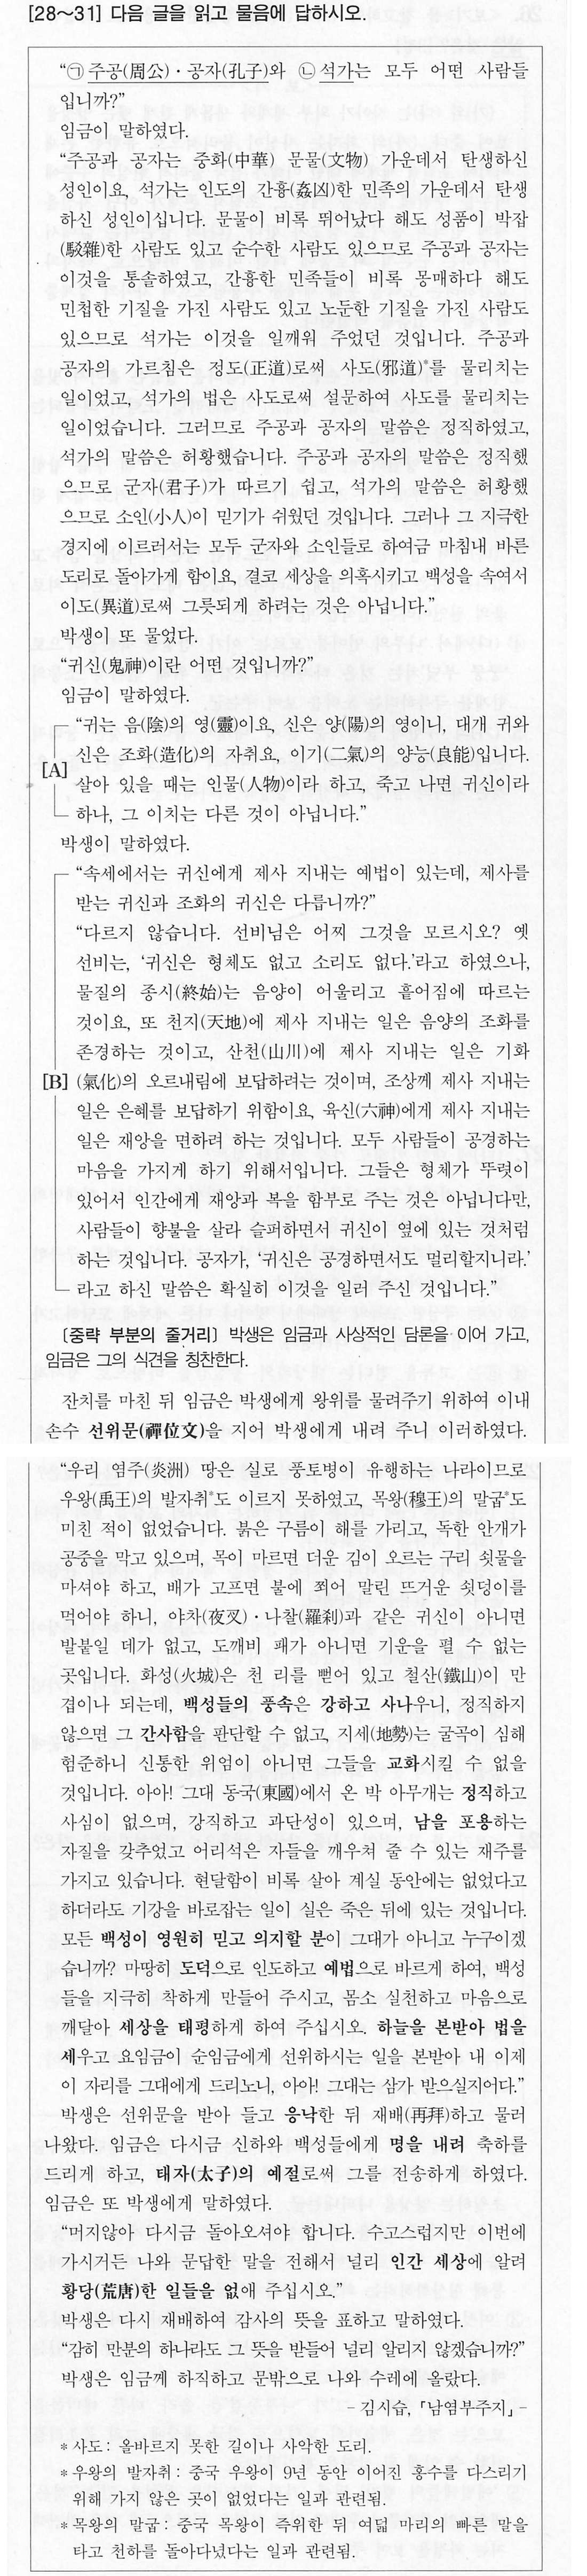 [28～31] 다음 글을 읽고 물음에 답하시오.
“㉠주공(周公)·공자(孔子)와 ㉡석가는 모두 어떤 사람들
입니까?”
임금이 말하였다.
“주공과 공자는 중화(中華) 문물(文物) 가운데서 탄생하신
성인이요, 석가는 인도의 간흉(姦凶)한 민족의 가운데서 탄생
하신 성인이십니다. 문물이 비록 뛰어났다 해도 성품이 박잡
(駁雜)한 사람도 있고 순수한 사람도 있으므로 주공과 공자는
이것을 통솔하였고, 간흉한 민족들이 비록 몽매하다 해도
민첩한 기질을 가진 사람도 있고 노둔한 기질을 가진 사람도
있으므로 석가는 이것을 일깨워 주었던 것입니다. 주공과
공자의 가르침은 정도(正道)로써 사도(邪道)*를 물리치는
일이었고, 석가의 법은 사도로써 설문하여 사도를 물리치는
일이었습니다. 그러므로 주공과 공자의 말씀은 정직하였고,
석가의 말씀은 허황했습니다. 주공과 공자의 말씀은 정직했
으므로 군자(君子)가 따르기 쉽고, 석가의 말씀은 허황했
으므로 소인(小人)이 믿기가 쉬웠던 것입니다. 그러나 그 지극한
경지에 이르러서는 모두 군자와 소인들로 하여금 마침내 바른
도리로 돌아가게 함이요, 결코 세상을 의혹시키고 백성을 속여서
이도(異道)로써 그릇되게 하려는 것은 아닙니다.”
박생이 또 물었다.
“귀신(鬼神)이란 어떤 것입니까?”
임금이 말하였다.
[A]
“귀는 음(陰)의 영(靈)이요, 신은 양(陽)의 영이니, 대개 귀와
신은 조화(造化)의 자취요, 이기(二氣)의 양능(良能)입니다.
살아 있을 때는 인물(人物)이라 하고, 죽고 나면 귀신이라
하나, 그 이치는 다른 것이 아닙니다.”
박생이 말하였다.
“속세에서는 귀신에게 제사 지내는 예법이 있는데, 제사를
받는 귀신과 조화의 귀신은 다릅니까?”
“다르지 않습니다. 선비님은 어찌 그것을 모르시오? 옛
선비는, ‘귀신은 형체도 없고 소리도 없다.’라고 하였으나,
물질의 종시(終始)는 음양이 어울리고 흩어짐에 따르는
것이요, 또 천지(天地)에 제사 지내는 일은 음양의 조화를
존경하는 것이고, 산천(山川)에 제사 지내는 일은 기화
[B] (氣化)의 오르내림에 보답하려는 것이며, 조상께 제사 지내는
일은 은혜를 보답하기 위함이요, 육신(六神)에게 제사 지내는
일은 재앙을 면하려 하는 것입니다. 모두 사람들이 공경하는
마음을 가지게 하기 위해서입니다. 그들은 형체가 뚜렷이
있어서 인간에게 재앙과 복을 함부로 주는 것은 아닙니다만,
사람들이 향불을 살라 슬퍼하면서 귀신이 옆에 있는 것처럼
하는 것입니다. 공자가, ‘귀신은 공경하면서도 멀리할지니라.’
라고 하신 말씀은 확실히 이것을 일러 주신 것입니다.”
〔중략 부분의 줄거리〕 박생은 임금과 사상적인 담론을 이어 가고,
임금은 그의 식견을 칭찬한다.
잔치를 마친 뒤 임금은 박생에게 왕위를 물려주기 위하여 이내
손수 선위문(禪位文)을 지어 박생에게 내려 주니 이러하였다.
“우리 염주(炎洲) 땅은 실로 풍토병이 유행하는 나라이므로
우왕(禹王)의 발자취*도 이르지 못하였고, 목왕(穆王)의 말굽*도
미친 적이 없었습니다. 붉은 구름이 해를 가리고, 독한 안개가
공중을 막고 있으며, 목이 마르면 더운 김이 오르는 구리 쇳물을
마셔야 하고, 배가 고프면 불에 쬐어 말린 뜨거운 쇳덩이를
먹어야 하니, 야차(夜叉)·나찰(羅刹)과 같은 귀신이 아니면
발붙일 데가 없고, 도깨비 패가 아니면 기운을 펼 수 없는
곳입니다. 화성(火城)은 천 리를 뻗어 있고 철산(鐵山)이 만
겹이나 되는데, 백성들의 풍속은 강하고 사나우니, 정직하지
않으면 그 간사함을 판단할 수 없고, 지세(地勢)는 굴곡이 심해
험준하니 신통한 위엄이 아니면 그들을 교화시킬 수 없을
것입니다. 아아! 그대 동국(東國)에서 온 박 아무개는 정직하고
사심이 없으며, 강직하고 과단성이 있으며, 남을 포용하는
자질을 갖추었고 어리석은 자들을 깨우쳐 줄 수 있는 재주를
가지고 있습니다. 현달함이 비록 살아 계실 동안에는 없었다고
하더라도 기강을 바로잡는 일이 실은 죽은 뒤에 있는 것입니다.
모든 백성이 영원히 믿고 의지할 분이 그대가 아니고 누구이겠
습니까? 마땅히 도덕으로 인도하고 예법으로 바르게 하여, 백성
들을 지극히 착하게 만들어 주시고, 몸소 실천하고 마음으로
깨달아 세상을 태평하게 하여 주십시오. 하늘을 본받아 법을
세우고 요임금이 순임금에게 선위하시는 일을 본받아 내 이제
이 자리를 그대에게 드리노니, 아아! 그대는 삼가 받으실지어다.”
박생은 선위문을 받아 들고 응낙한 뒤 재배(再拜)하고 물러
나왔다. 임금은 다시금 신하와 백성들에게 명을 내려 축하를
드리게 하고, 태자(太子)의 예절로써 그를 전송하게 하였다.
임금은 또 박생에게 말하였다.
“머지않아 다시금 돌아오셔야 합니다. 수고스럽지만 이번에
가시거든 나와 문답한 말을 전해서 널리 인간 세상에 알려
황당(荒唐)한 일들을 없애 주십시오.”
박생은 다시 재배하여 감사의 뜻을 표하고 말하였다.
“감히 만분의 하나라도 그 뜻을 받들어 널리 알리지 않겠습니까?”
박생은 임금께 하직하고 문밖으로 나와 수레에 올랐다.
- 김시습, 「남염부주지」 -
* 사도: 올바르지 못한 길이나 사악한 도리.
* 우왕의 발자취: 중국 우왕이 9년 동안 이어진 홍수를 다스리기
위해 가지 않은 곳이 없었다는 일과 관련됨.
* 목왕의 말굽: 중국 목왕이 즉위한 뒤 여덟 마리의 빠른 말을
타고 천하를 돌아다녔다는 일과 관련됨.